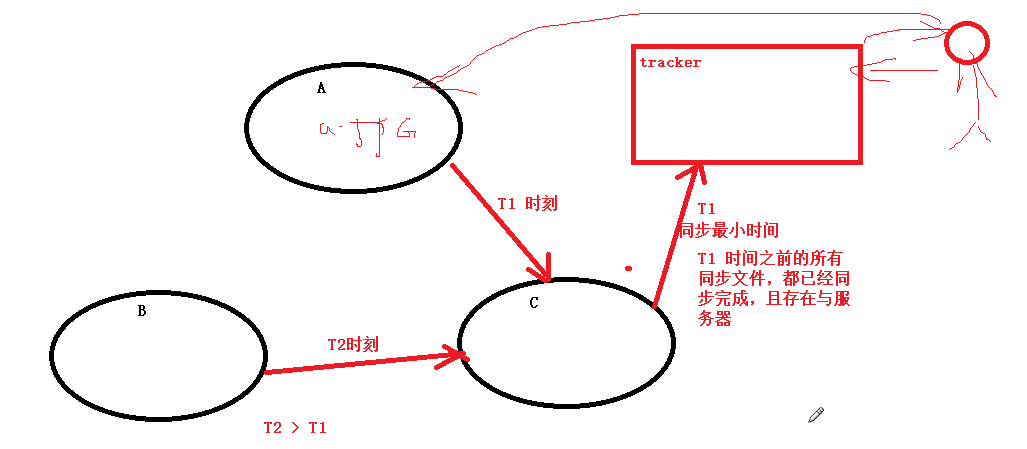 A
tracker
T1 时刻
T1
同步最小时间
T1 时间之前的所有
同步文件，都已经同
步完成，且存在与服
务器
C
B
T2时刻
T2 > T1